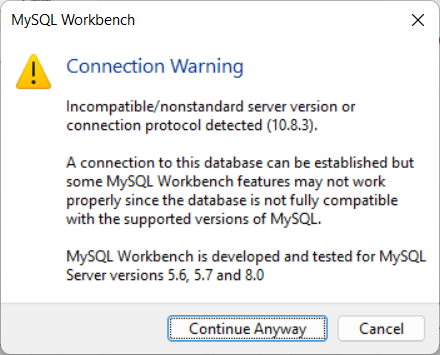 MySQL Workbench
Connection Warning
Incompatible/nonstandard server version or
connection protocol detected (10.8.3).
A connection to this database can be established but
some MySQL Workbench features may not work
properly since the database is not fully compatible
with the supported versions of MySQL.
MySQL Workbench is developed and tested for MySQL
Server versions 5.6, 5.7 and 8.0
Continue Anyway
Cancel